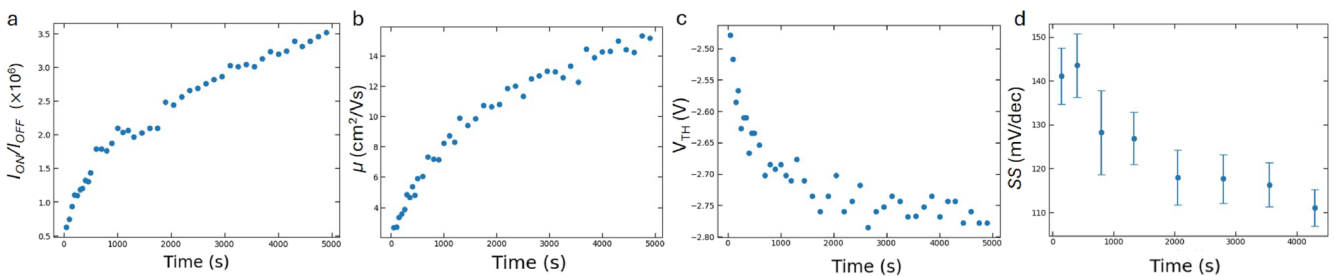 a
I_ON/I_OFF (×10⁶)
3.5
3.0
2.5
2.0
1.5
1.0
0.5
0 1000 2000 3000 4000 5000
Time (s)
b
μ (cm²/Vs)
14
12
10
8
6
4
0 1000 2000 3000 4000 5000
Time (s)
c
V_TH (V)
−2.50
−2.55
−2.60
−2.65
−2.70
−2.75
−2.80
0 1000 2000 3000 4000 5000
Time (s)
d
SS (mV/dec)
150
140
130
120
110
0 1000 2000 3000 4000
Time (s)